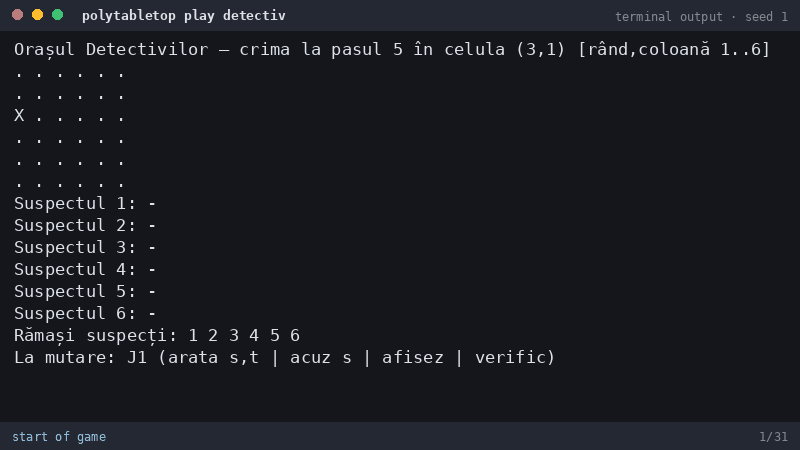 polytabletop play detectiv
terminal output · seed 1
Orașul Detectivilor — crima la pasul 5 în celula (3,1) [rând,coloană 1..6]
. . . . . .
. . . . . .
X . . . . .
. . . . . .
. . . . . .
. . . . . .
Suspectul 1: -
Suspectul 2: -
Suspectul 3: -
Suspectul 4: -
Suspectul 5: -
Suspectul 6: -
Rămași suspecți: 1 2 3 4 5 6
La mutare: J1 (arata s,t | acuz s | afisez | verific)
start of game
1/31